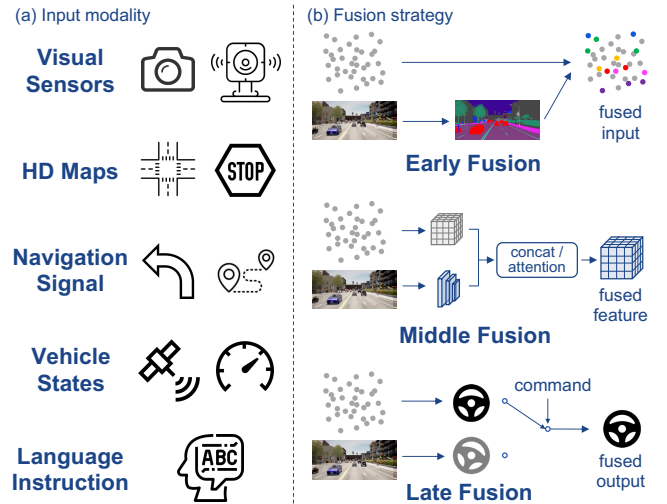 (a) Input modality
Visual
Sensors
HD Maps
STOP
Navigation
Signal
Vehicle
States
Language
Instruction
ABC
(b) Fusion strategy
fused
input
Early Fusion
concat /
attention
fused
feature
Middle Fusion
command
fused
output
Late Fusion